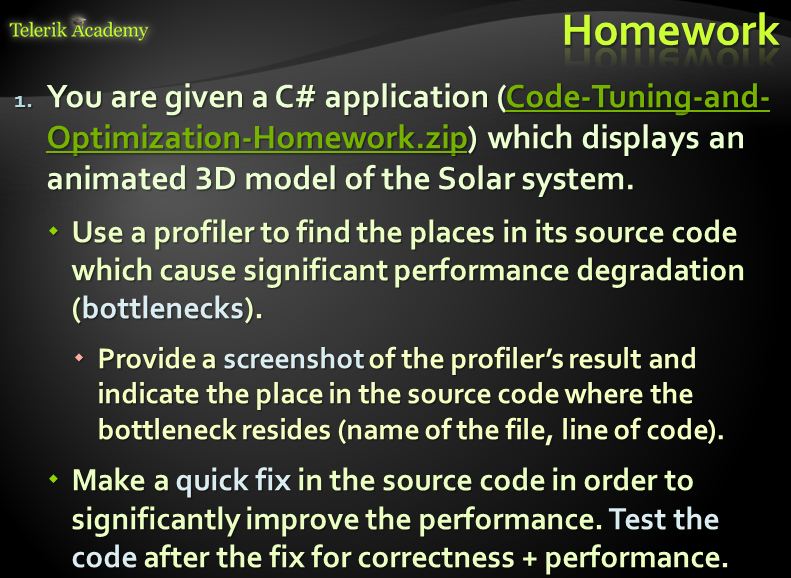 Telerik Academy
Homework
1. You are given a C# application (Code-Tuning-and-
Optimization-Homework.zip) which displays an
animated 3D model of the Solar system.
Use a profiler to find the places in its source code
which cause significant performance degradation
(bottlenecks).
Provide a screenshot of the profiler’s result and
indicate the place in the source code where the
bottleneck resides (name of the file, line of code).
Make a quick fix in the source code in order to
significantly improve the performance. Test the
code after the fix for correctness + performance.